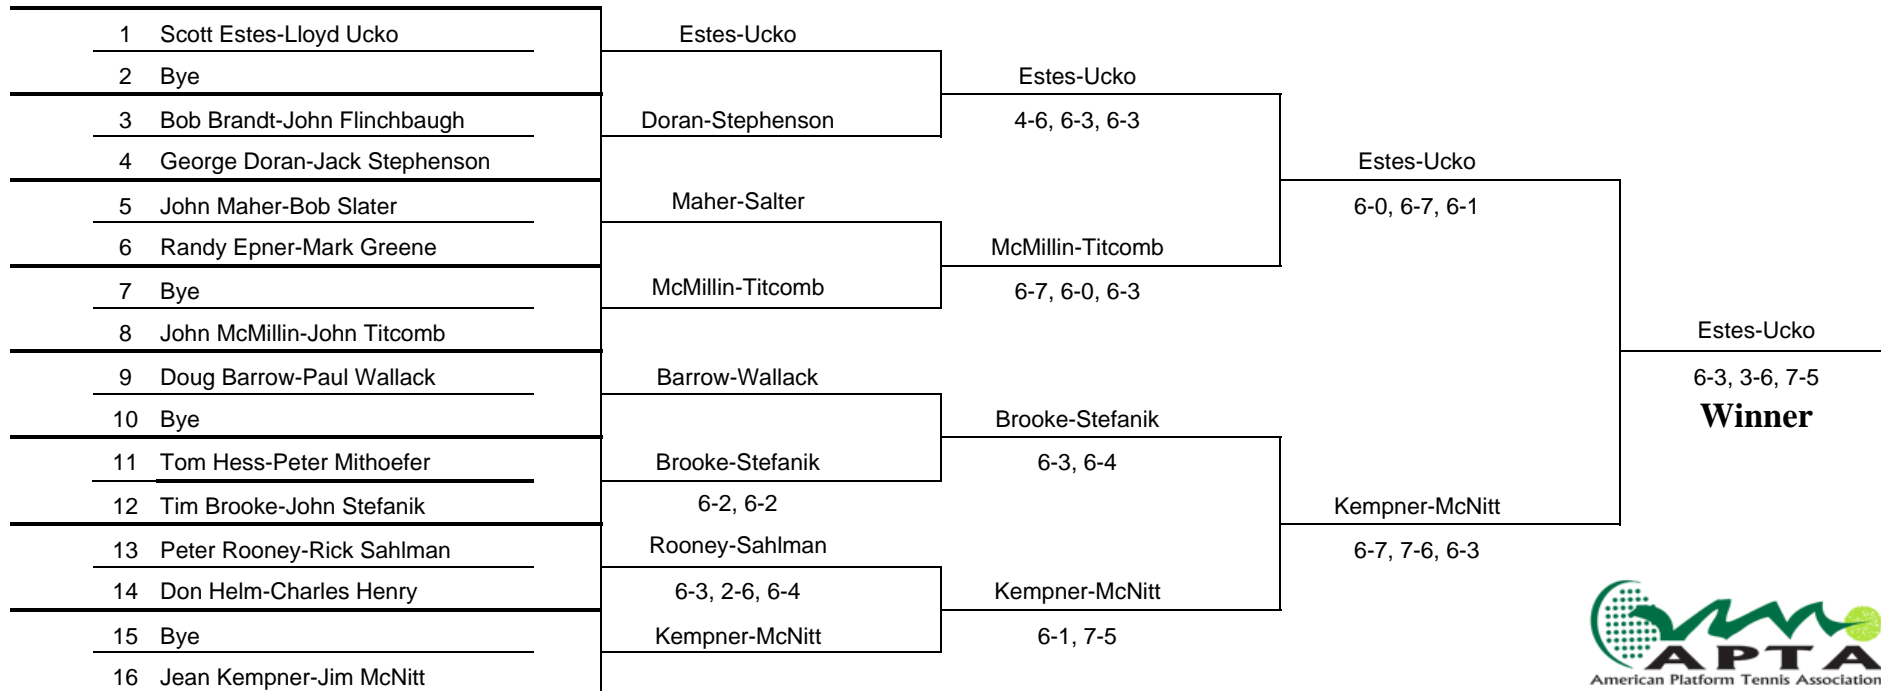 1 Scott Estes-Lloyd Ucko
2 Bye
3 Bob Brandt-John Flinchbaugh
4 George Doran-Jack Stephenson
5 John Maher-Bob Slater
6 Randy Epner-Mark Greene
7 Bye
8 John McMillin-John Titcomb
9 Doug Barrow-Paul Wallack
10 Bye
11 Tom Hess-Peter Mithoefer
12 Tim Brooke-John Stefanik
13 Peter Rooney-Rick Sahlman
14 Don Helm-Charles Henry
15 Bye
16 Jean Kempner-Jim McNitt
Estes-Ucko
Doran-Stephenson
Maher-Salter
McMillin-Titcomb
Barrow-Wallack
Brooke-Stefanik
6-2, 6-2
Rooney-Sahlman
6-3, 2-6, 6-4
Kempner-McNitt
Estes-Ucko
4-6, 6-3, 6-3
McMillin-Titcomb
6-7, 6-0, 6-3
Brooke-Stefanik
6-3, 6-4
Kempner-McNitt
6-1, 7-5
Estes-Ucko
6-0, 6-7, 6-1
Kempner-McNitt
6-7, 7-6, 6-3
Estes-Ucko
6-3, 3-6, 7-5
Winner
APTA
American Platform Tennis Association